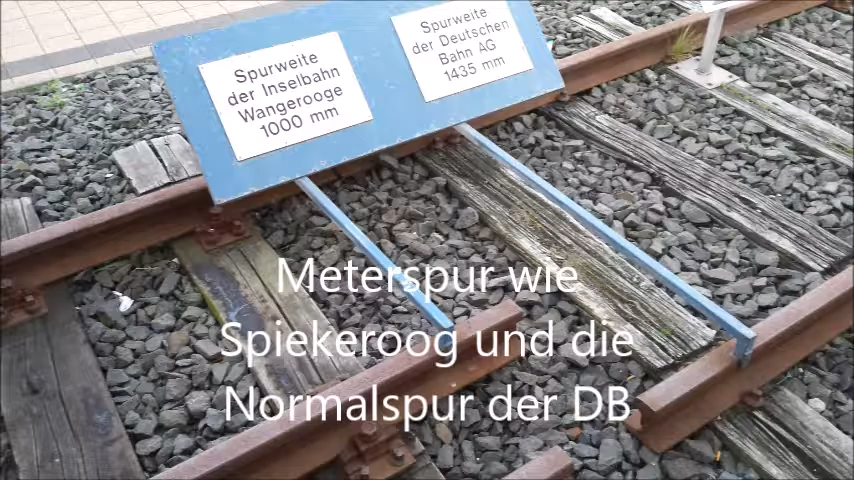 Spurweite
der Inselbahn
Wangerooge
1000 mm
Spurweite
der Deutschen
Bahn AG
1435 mm
Meterspur wie
Spiekeroog und die
Normalspur der DB